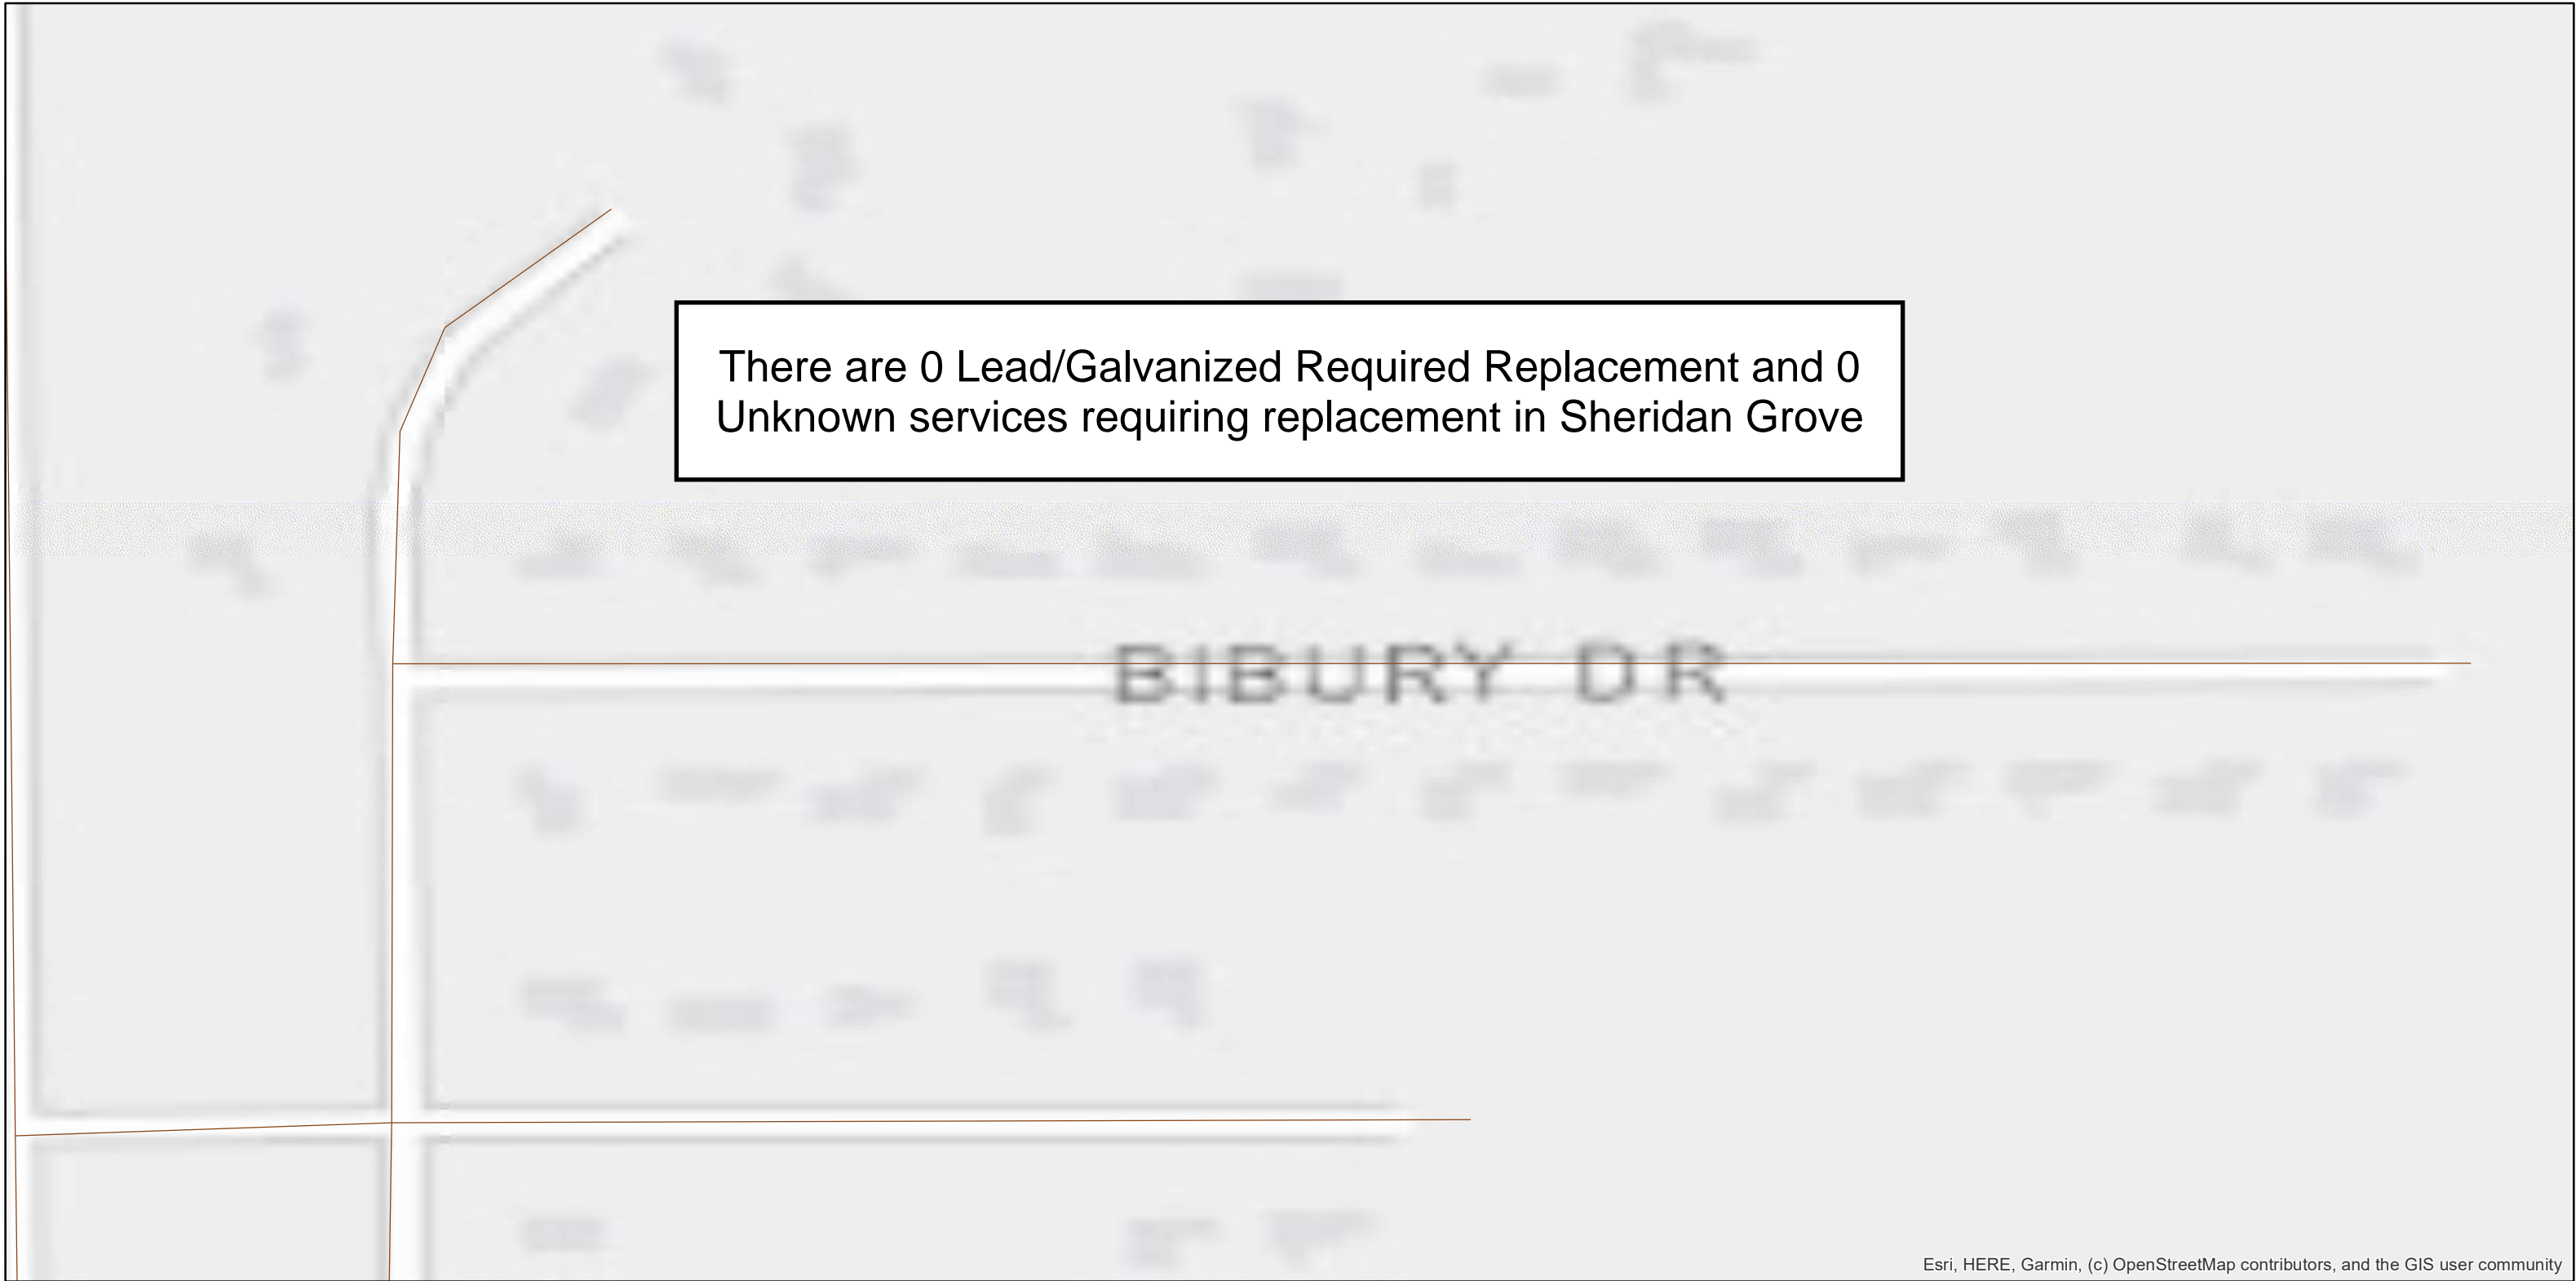 There are 0 Lead/Galvanized Required Replacement and 0
Unknown services requiring replacement in Sheridan Grove
BIBURY DR
Esri, HERE, Garmin, (c) OpenStreetMap contributors, and the GIS user community